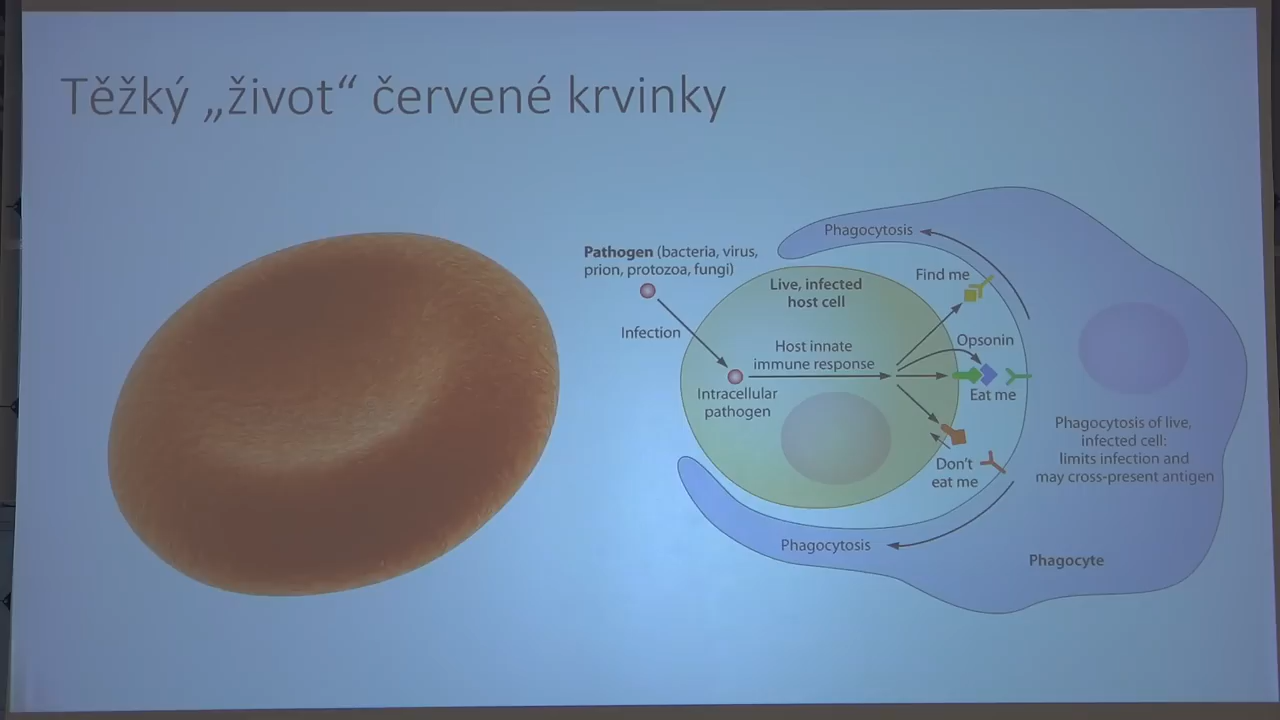 Těžký „život“ červené krvinky
Pathogen (bacteria, virus,
prion, protozoa, fungi)
Infection
Intracellular
pathogen
Live, infected
host cell
Host innate
immune response
Phagocytosis
Find me
Opsonin
Eat me
Don't
eat me
Phagocytosis
Phagocytosis of live,
infected cell:
limits infection and
may cross-present antigen
Phagocyte